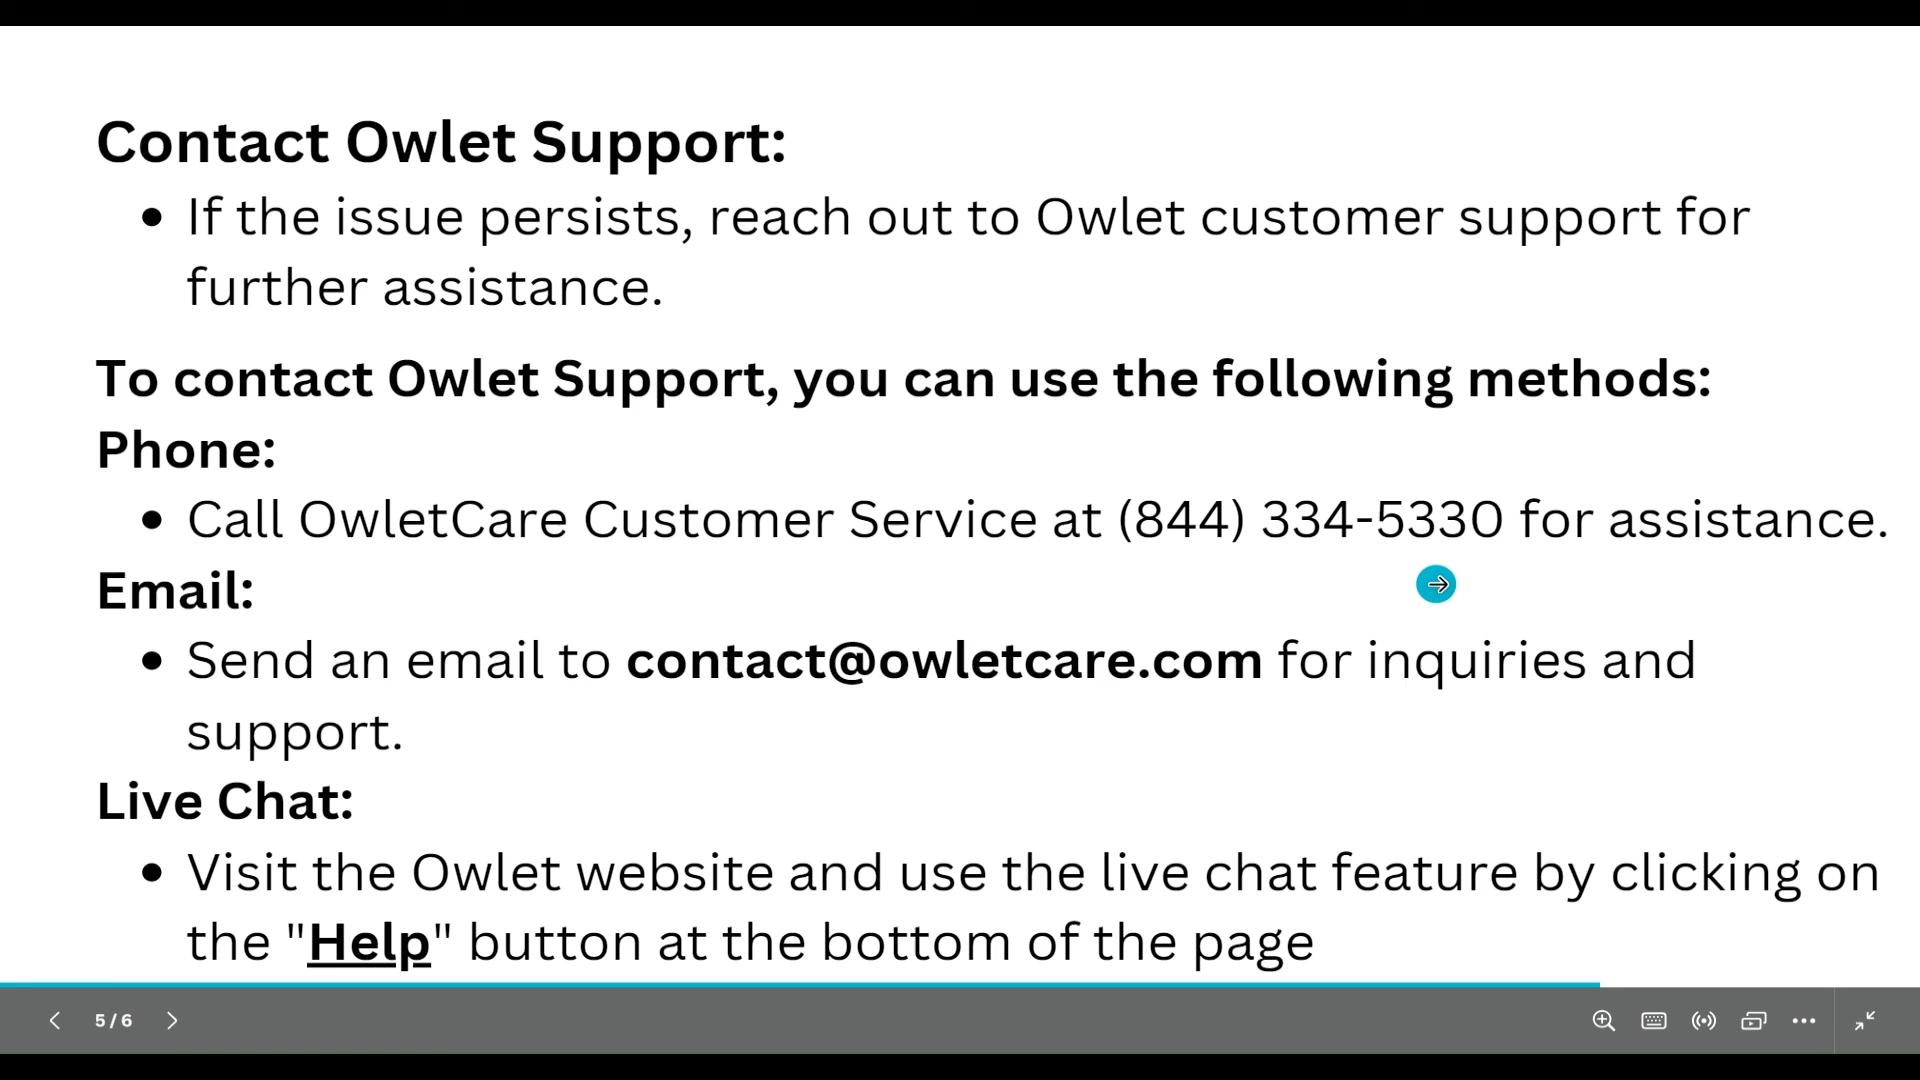 Contact Owlet Support:
• If the issue persists, reach out to Owlet customer support for
further assistance.
To contact Owlet Support, you can use the following methods:
Phone:
• Call OwletCare Customer Service at (844) 334-5330 for assistance.
Email:
• Send an email to contact@owletcare.com for inquiries and
support.
Live Chat:
• Visit the Owlet website and use the live chat feature by clicking on
the "Help" button at the bottom of the page
5 / 6